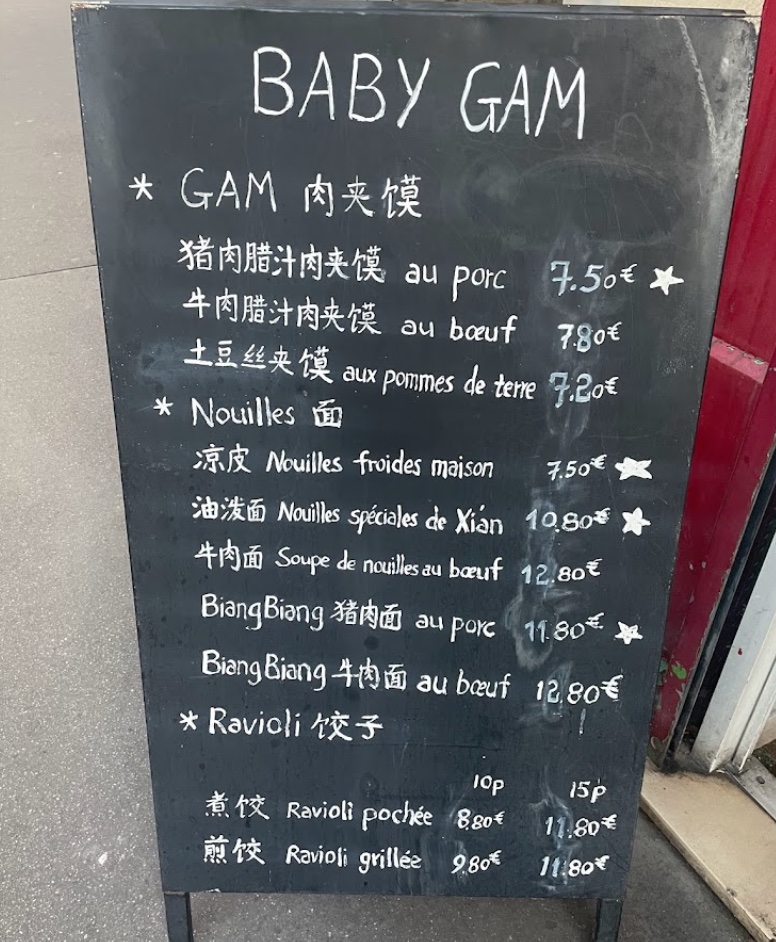 BABY GAM
* GAM 肉夹馍
猪肉腊汁肉夹馍 au porc 7.50€ ☆
牛肉腊汁肉夹馍 au bœuf 7.80€
土豆丝夹馍 aux pommes de terre 7.20€
* Nouilles 面
凉皮 Nouilles froides maison 7.50€ ☆
油泼面 Nouilles spéciales de Xián 10.80€ ☆
牛肉面 Soupe de nouilles au bœuf 12.80€
BiangBiang 猪肉面 au porc 11.80€ ☆
BiangBiang 牛肉面 au bœuf 12.80€
* Ravioli 饺子
10p 15p
煮饺 Ravioli pochée 8.80€ 11.80€
煎饺 Ravioli grillée 9.80€ 11.80€